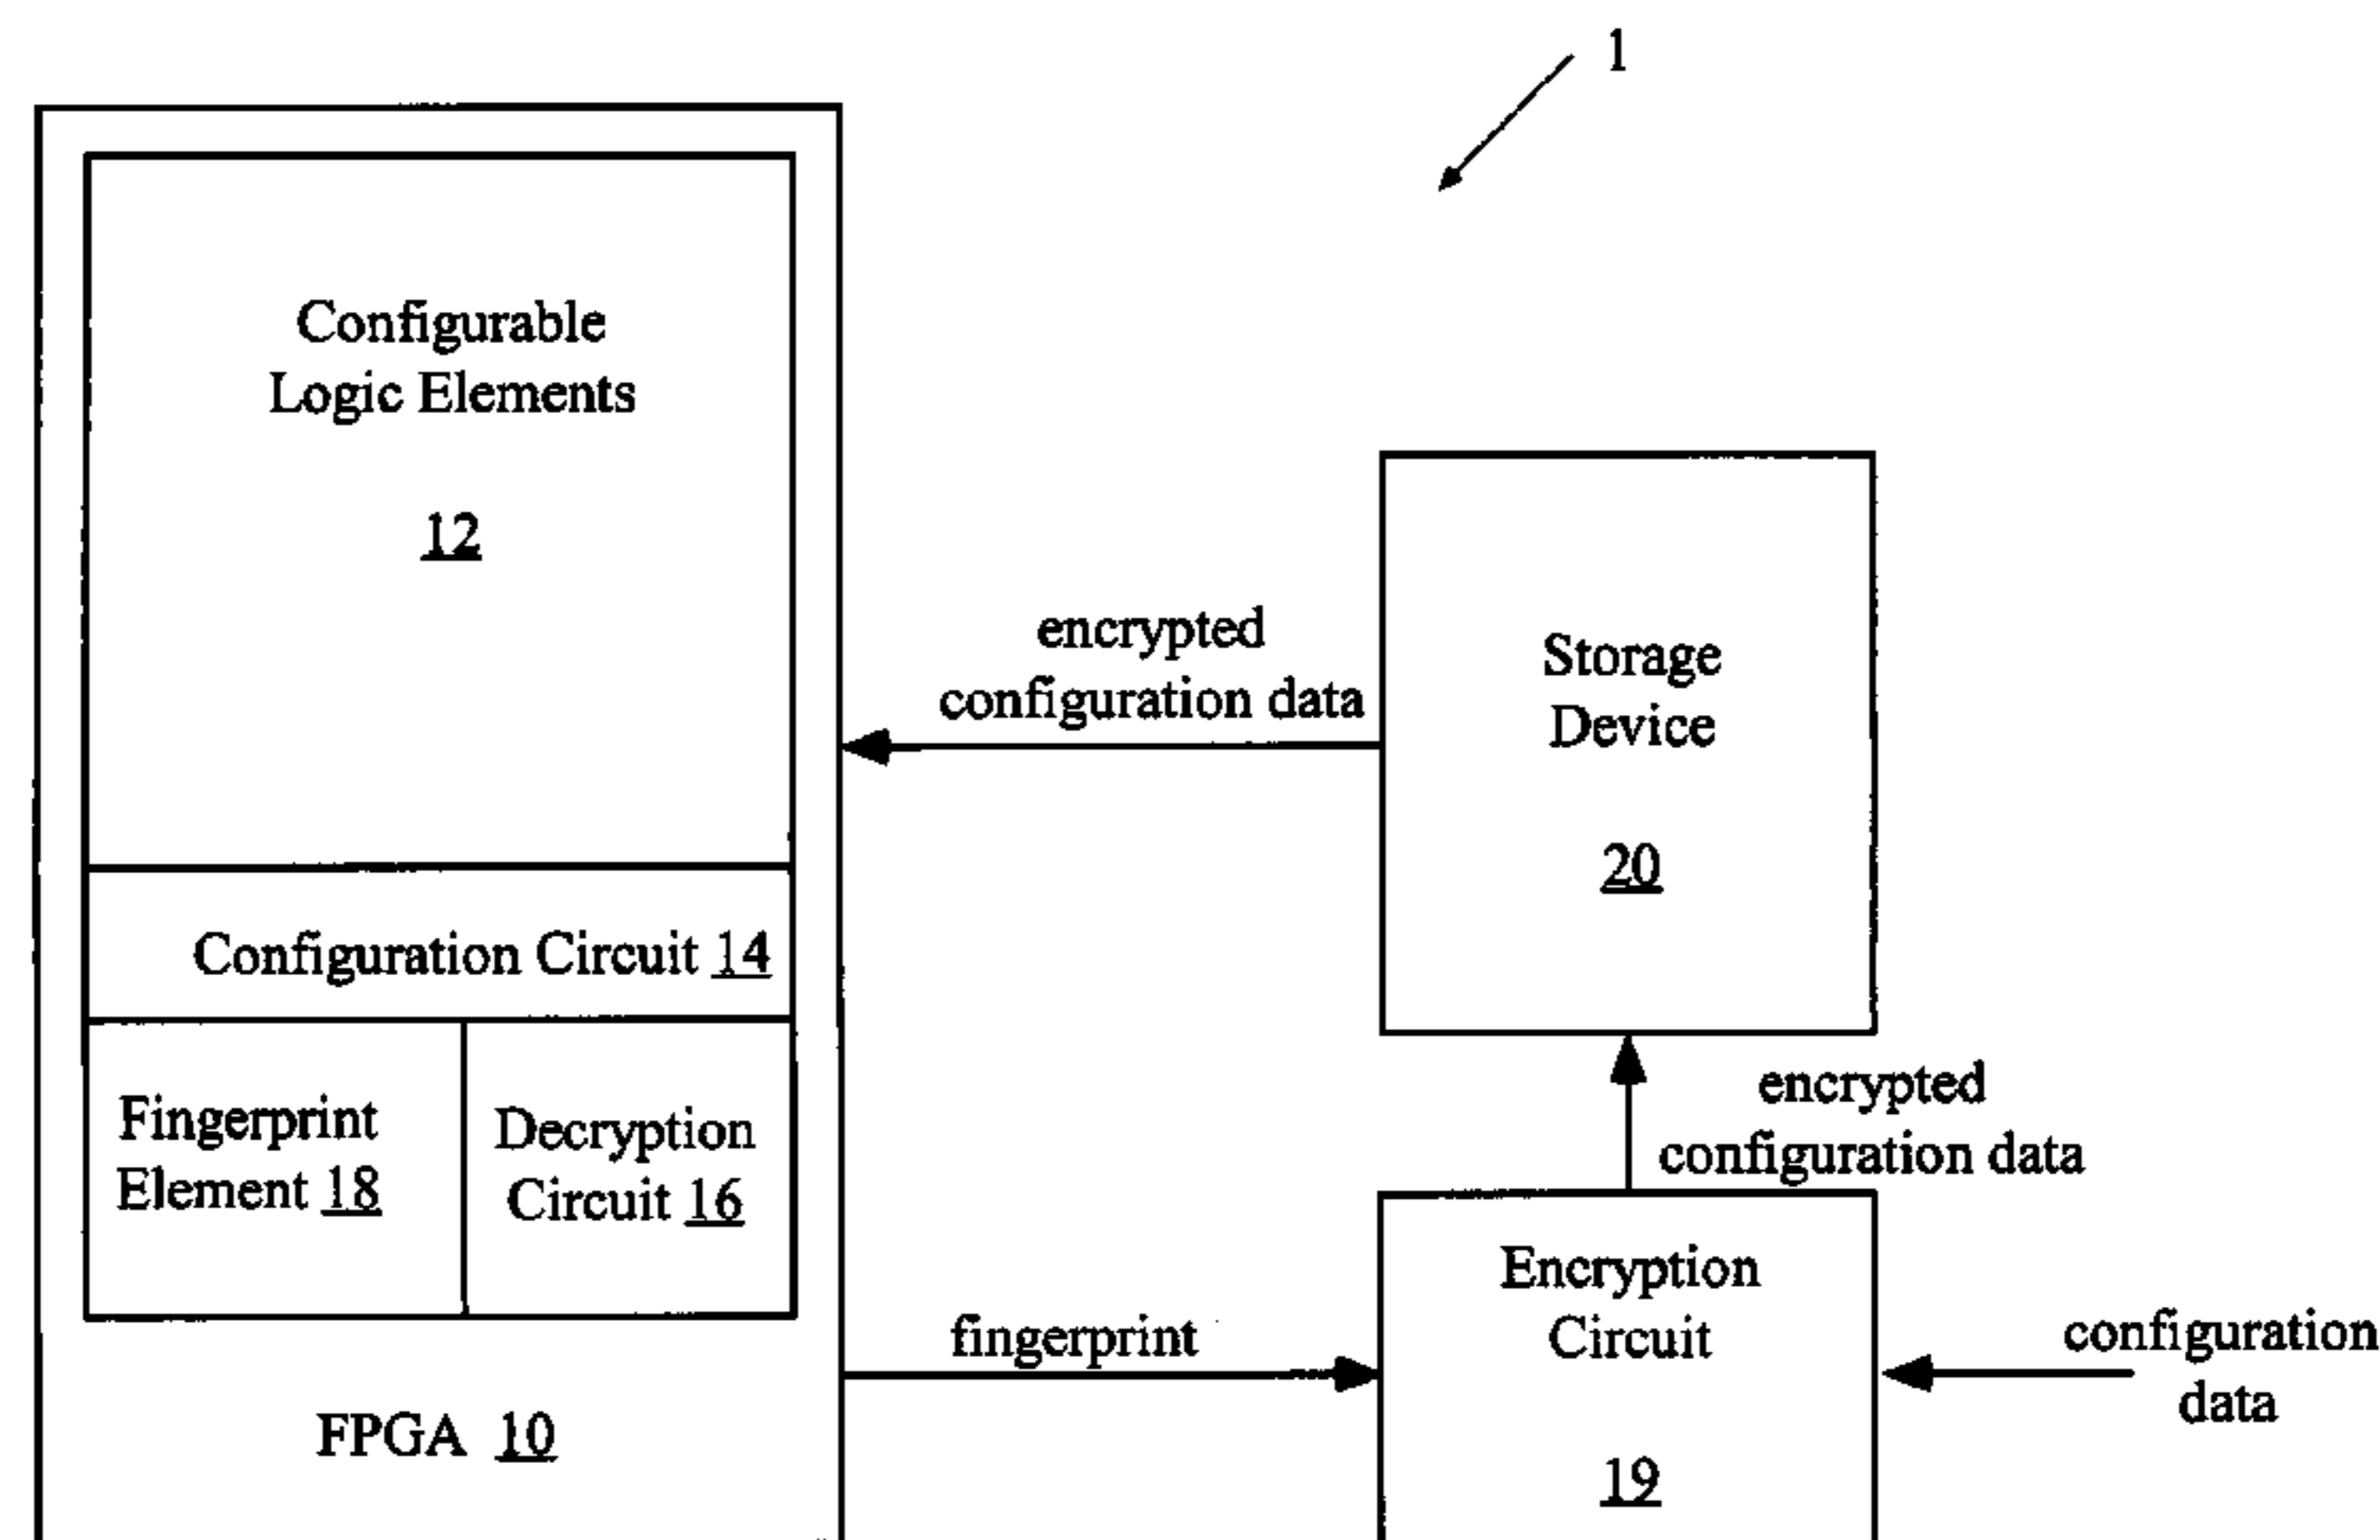 1
Configurable
Logic Elements
12
Configuration Circuit 14
Fingerprint
Element 18
Decryption
Circuit 16
FPGA 10
encrypted
configuration data
Storage
Device
20
encrypted
configuration data
fingerprint
Encryption
Circuit
19
configuration
data